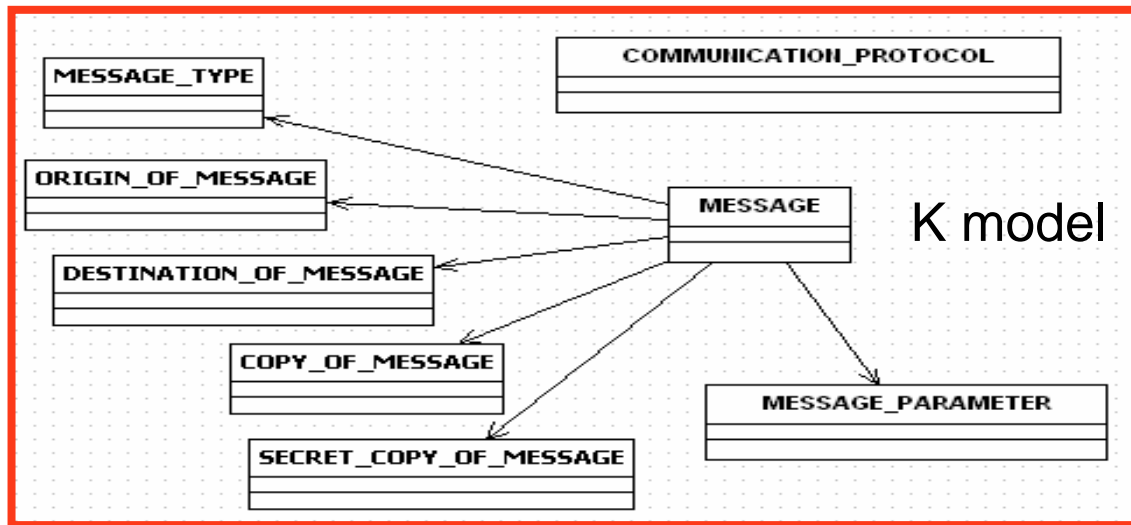 COMMUNICATION_PROTOCOL
MESSAGE_TYPE
ORIGIN_OF_MESSAGE
MESSAGE
K model
DESTINATION_OF_MESSAGE
COPY_OF_MESSAGE
MESSAGE_PARAMETER
SECRET_COPY_OF_MESSAGE